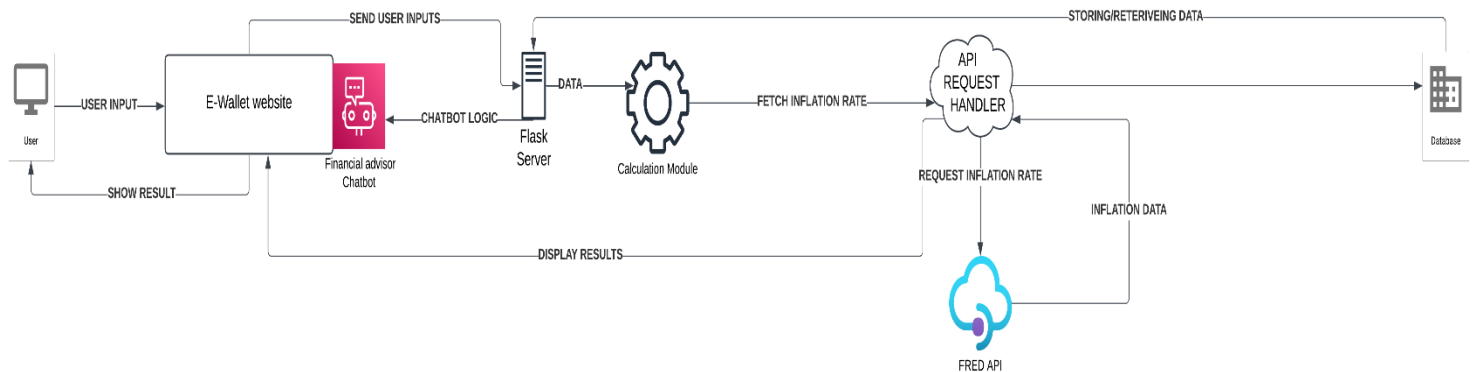 SEND USER INPUTS
STORING/RETERIVEING DATA
User
USER INPUT
E-Wallet website
Financial advisor
Chatbot
CHATBOT LOGIC
Flask
Server
DATA
Calculation Module
FETCH INFLATION RATE
API
REQUEST
HANDLER
Database
SHOW RESULT
REQUEST INFLATION RATE
INFLATION DATA
DISPLAY RESULTS
FRED API